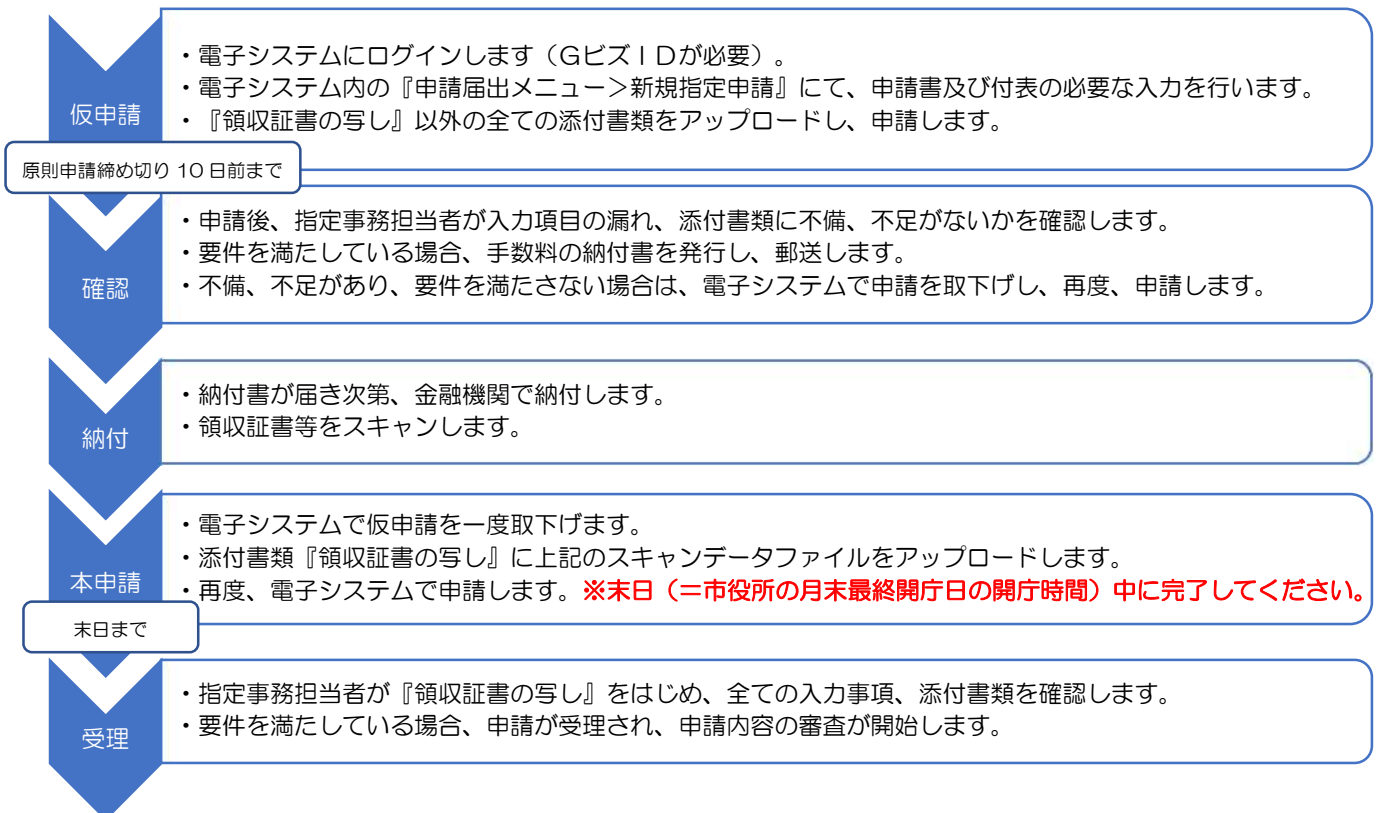 仮申請
・電子システムにログインします（GビズIDが必要）。
・電子システム内の『申請届出メニュー＞新規指定申請』にて、申請書及び付表の必要な入力を行います。
・『領収証書の写し』以外の全ての添付書類をアップロードし、申請します。
原則申請締め切り 10 日前まで
確認
・申請後、指定事務担当者が入力項目の漏れ、添付書類に不備、不足がないかを確認します。
・要件を満たしている場合、手数料の納付書を発行し、郵送します。
・不備、不足があり、要件を満たさない場合は、電子システムで申請を取下げし、再度、申請します。
納付
・納付書が届き次第、金融機関で納付します。
・領収証書等をスキャンします。
本申請
・電子システムで仮申請を一度取下げます。
・添付書類『領収証書の写し』に上記のスキャンデータファイルをアップロードします。
・再度、電子システムで申請します。※末日（＝市役所の月末最終開庁日の開庁時間）中に完了してください。
末日まで
受理
・指定事務担当者が『領収証書の写し』をはじめ、全ての入力事項、添付書類を確認します。
・要件を満たしている場合、申請が受理され、申請内容の審査が開始します。